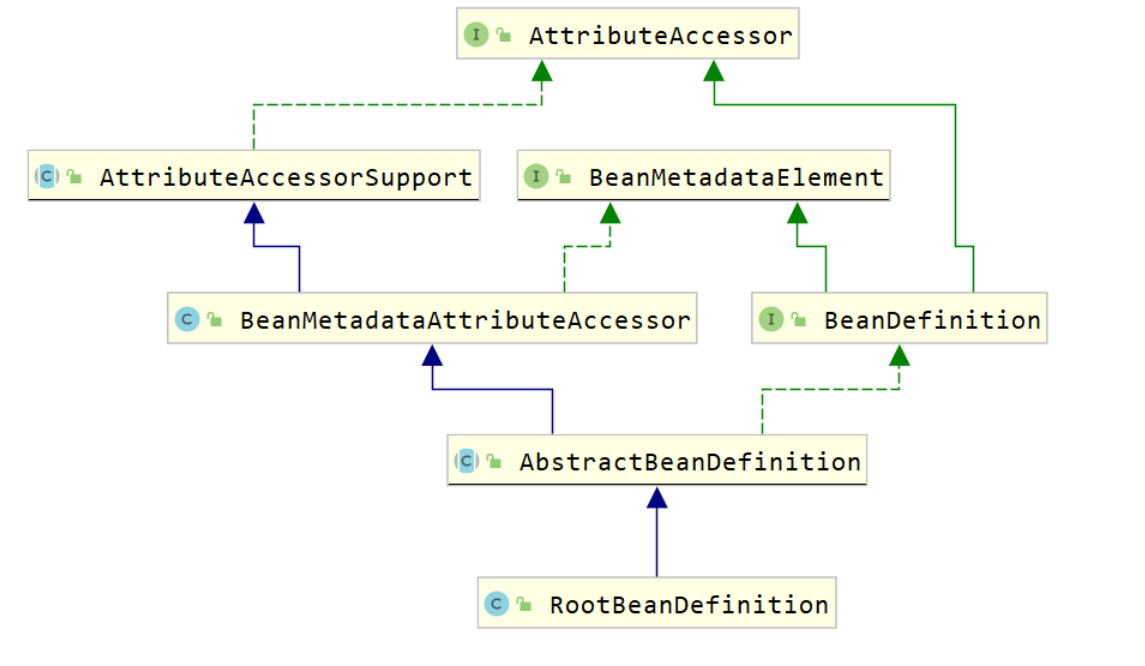 I AttributeAccessor
C AttributeAccessorSupport
I BeanMetadataElement
C BeanMetadataAttributeAccessor
I BeanDefinition
C AbstractBeanDefinition
C RootBeanDefinition